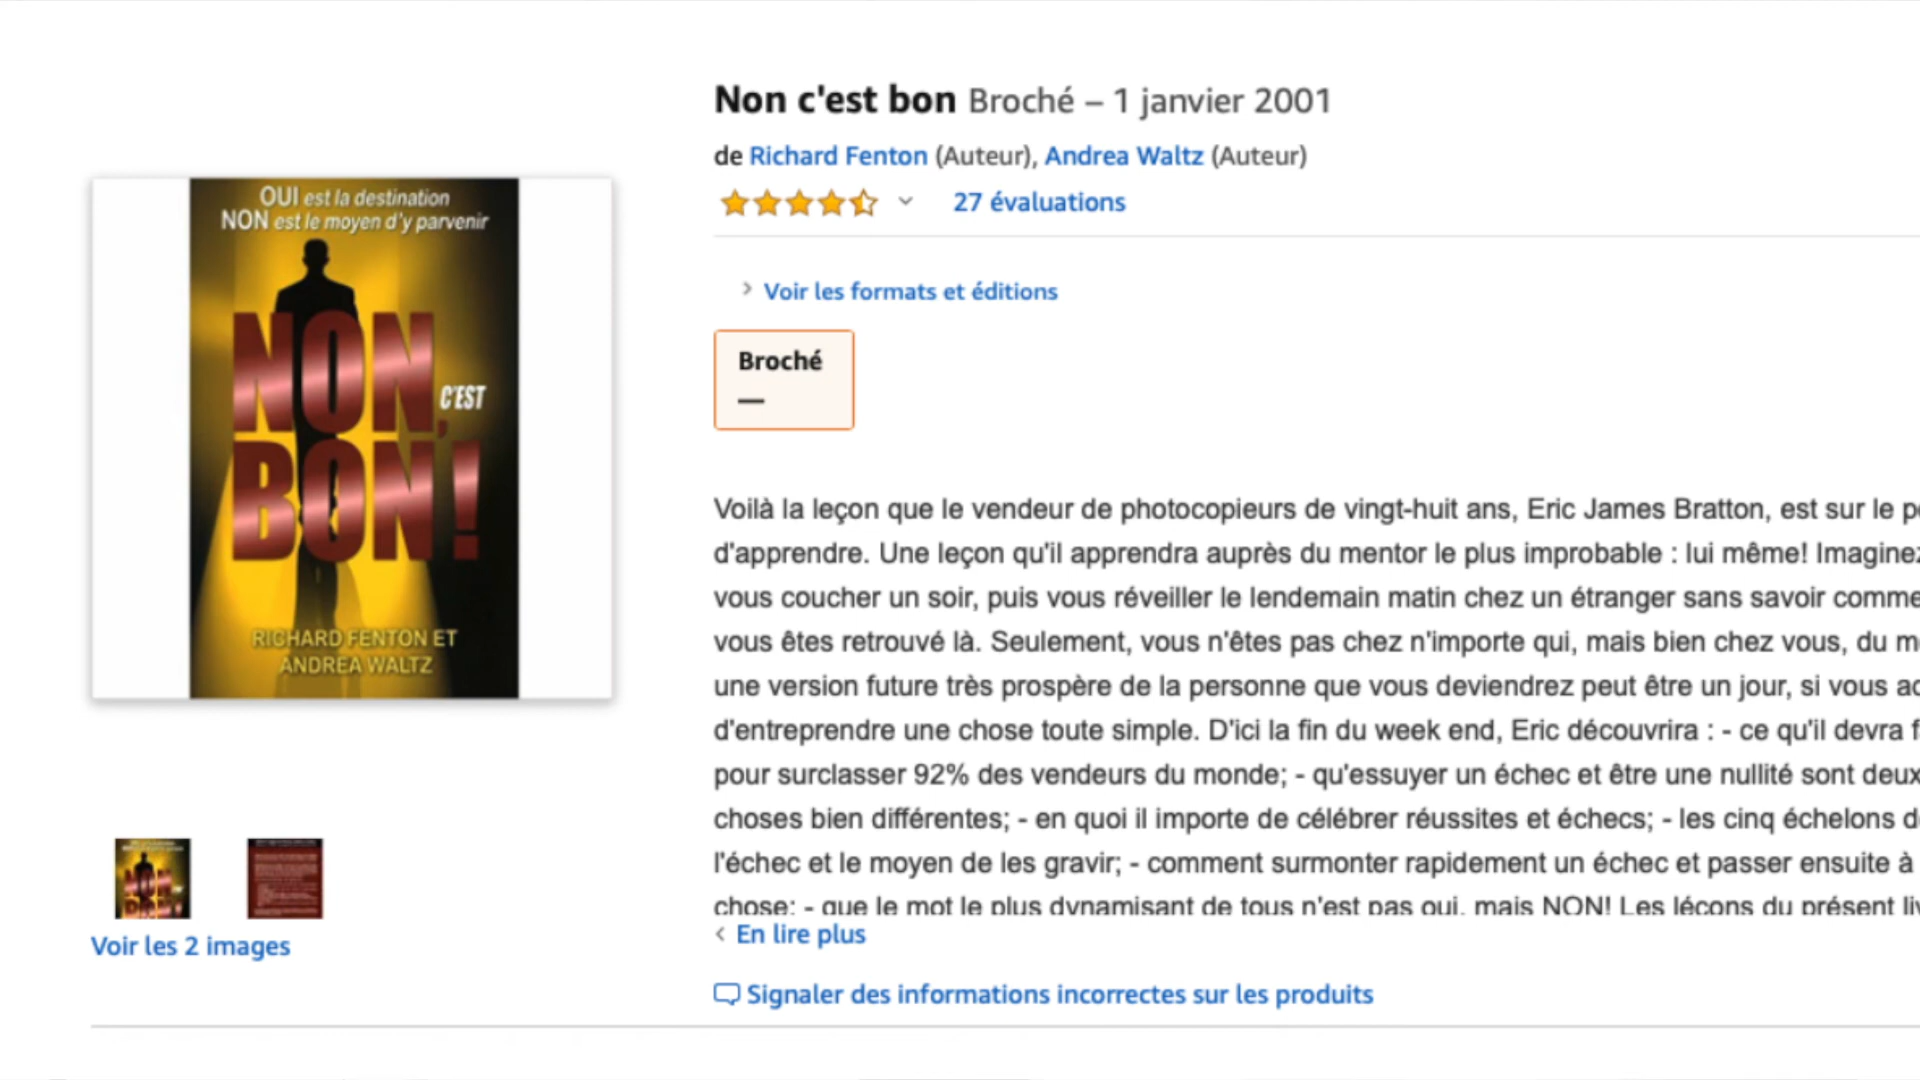 OUI est la destination
NON est le moyen d'y parvenir
NON, C'EST
BON!
RICHARD FENTON ET
ANDREA WALTZ
Voir les 2 images
Non c'est bon Broché – 1 janvier 2001
de Richard Fenton (Auteur), Andrea Waltz (Auteur)
27 évaluations
Voir les formats et éditions
Broché
—
Voilà la leçon que le vendeur de photocopieurs de vingt-huit ans, Eric James Bratton, est sur le
d'apprendre. Une leçon qu'il apprendra auprès du mentor le plus improbable : lui même! Imaginez
vous coucher un soir, puis vous réveiller le lendemain matin chez un étranger sans savoir
vous êtes retrouvé là. Seulement, vous n'êtes pas chez n'importe qui, mais bien chez vous, du
une version future très prospère de la personne que vous deviendrez peut être un jour, si vous
d'entreprendre une chose toute simple. D'ici la fin du week end, Eric découvrira : - ce qu'il devra
pour surclasser 92% des vendeurs du monde; - qu'essuyer un échec et être une nullité sont deux
choses bien différentes; - en quoi il importe de célébrer réussites et échecs; - les cinq échelons
l'échec et le moyen de les gravir; - comment surmonter rapidement un échec et passer ensuite à
chose; - que le mot le plus dynamisant de tous n'est pas oui, mais NON! Les léçons du présent
En lire plus
Signaler des informations incorrectes sur les produits